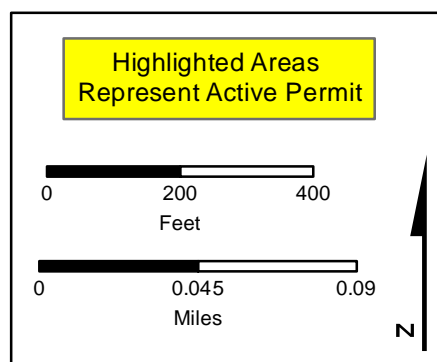 Highlighted Areas
Represent Active Permit
0 200 400
Feet
0 0.045 0.09
Miles
N